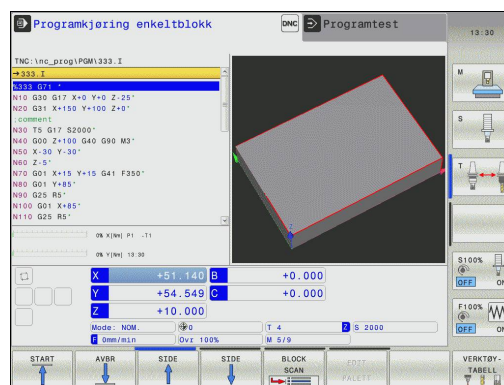 Programkjøring enkeltblokk
DNC
Programtest
13:30
TNC:\nc_prog\PGM\333.I
→333.I
%333 G71 *
N10 G30 G17 X+0 Y+0 Z-25*
N20 G31 X+150 Y+100 Z+0*
;comment
N30 T5 G17 S2000*
N40 G00 Z+100 G40 G90 M3*
N50 X-30 Y-30*
N60 Z-5*
N70 G01 X+15 Y+15 G41 F350*
N80 G01 Y+85*
N90 G25 R5*
N100 G01 X+85*
N110 G25 R5*
0% X[Nm] P1 -T1
0% Y[Nm] 13:30
X +51.140 B +0.000
Y +54.549 C +0.000
Z +10.000
Mode: NOM. 0 T 4 Z S 2000
F 0mm/min Ovr 100% M 5/9
M
S
T
S100%
OFF ON
F100%
OFF ON
START
AVBR
SIDE
SIDE
BLOCK SCAN
EDIT PALETT
VERKTØY-TABELL